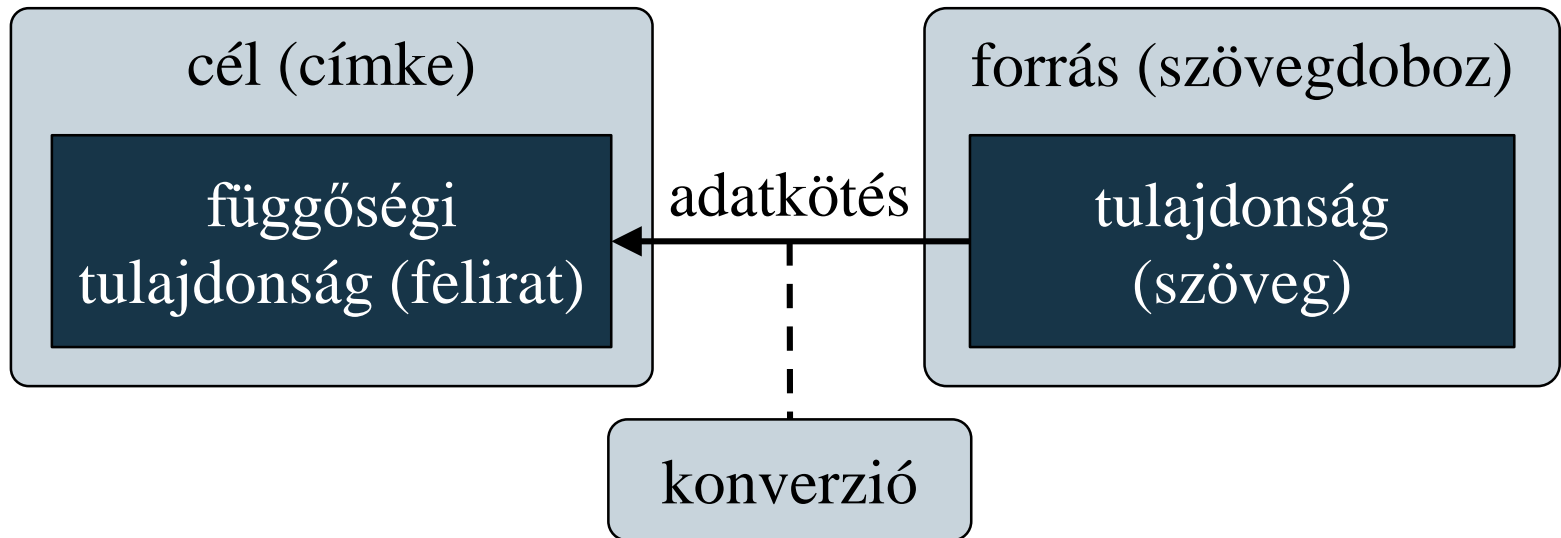 cél (címke)
függőségi
tulajdonság (felirat)
adatkötés
forrás (szövegdoboz)
tulajdonság
(szöveg)
konverzió